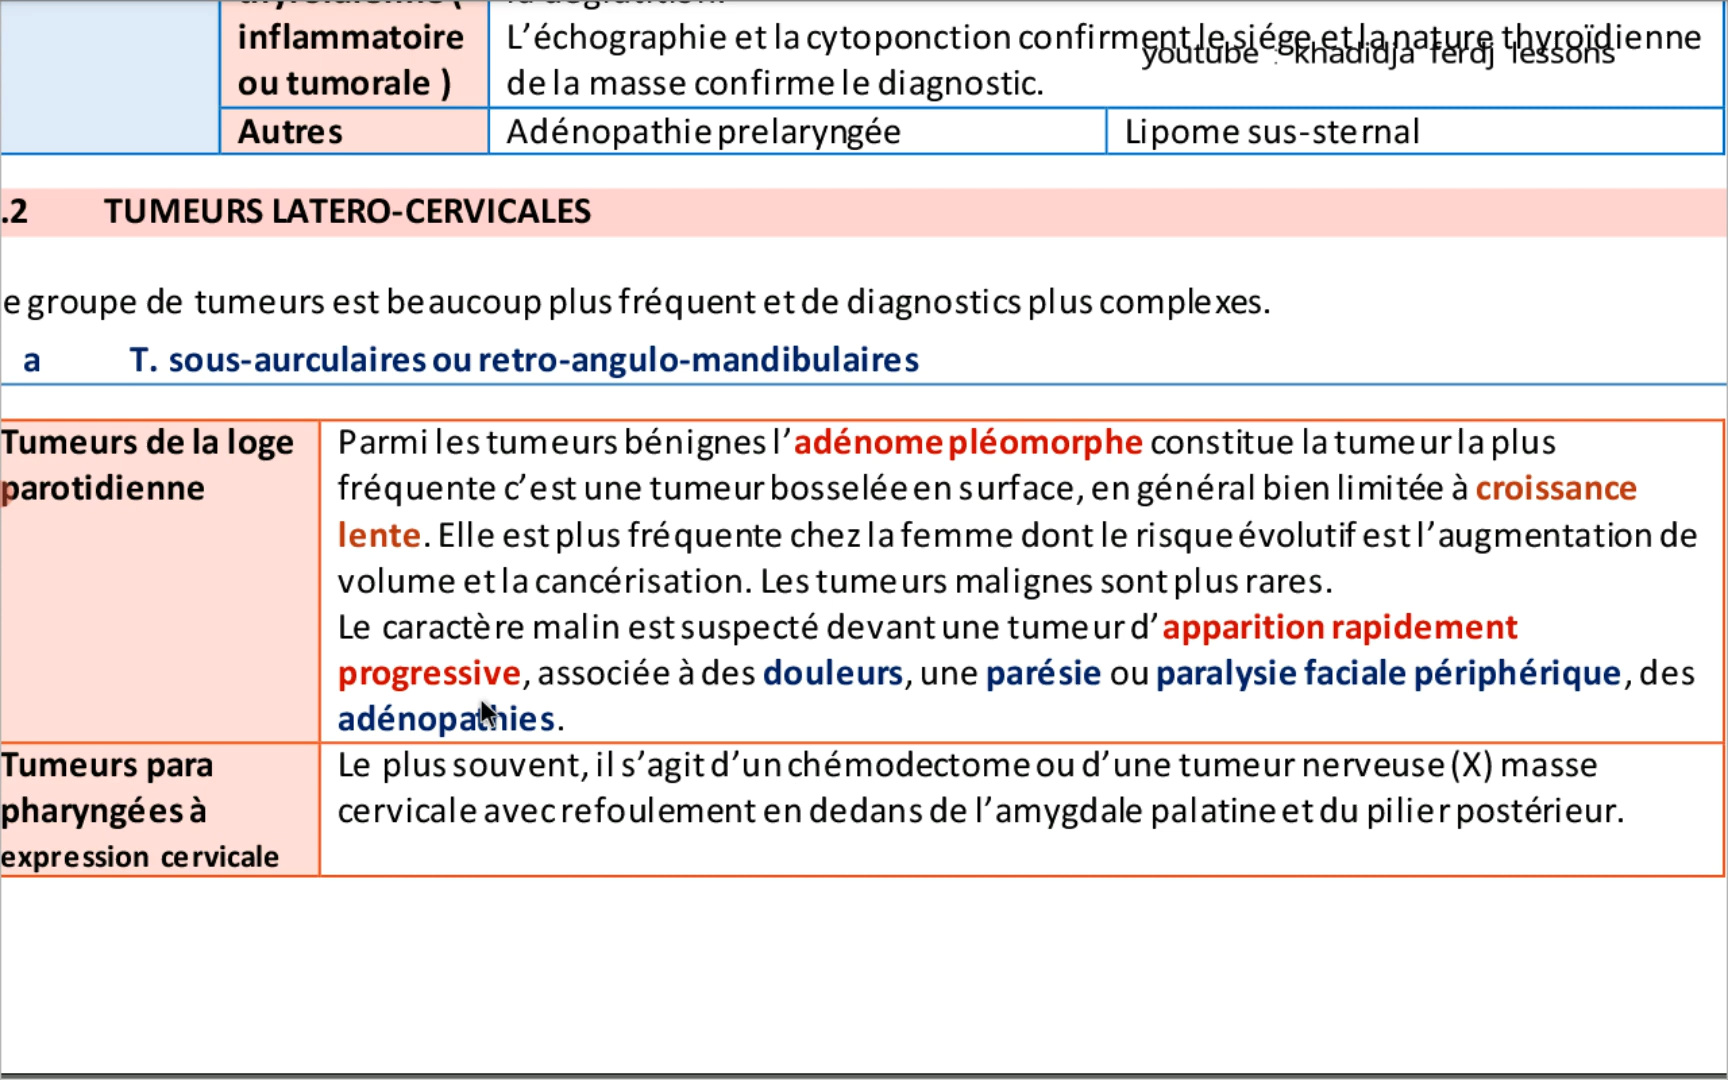 inflammatoire
ou tumorale )
L’échographie et la cytoponction confirment le siége et la nature thyroïdienne
de la masse confirme le diagnostic.
youtube : khadidja ferdj lessons
Autres
Adénopathie prelaryngée
Lipome sus-sternal
.2 TUMEURS LATERO-CERVICALES
e groupe de tumeurs est beaucoup plus fréquent et de diagnostics plus complexes.
a T. sous-aurculaires ou retro-angulo-mandibulaires
Tumeurs de la loge
parotidienne
Parmi les tumeurs bénignes l’adénome pléomorphe constitue la tumeur la plus
fréquente c’est une tumeur bosselée en surface, en général bien limitée à croissance
lente. Elle est plus fréquente chez la femme dont le risque évolutif est l’augmentation de
volume et la cancérisation. Les tumeurs malignes sont plus rares.
Le caractère malin est suspecté devant une tumeur d’apparition rapidement
progressive, associée à des douleurs, une parésie ou paralysie faciale périphérique, des
adénopathies.
Tumeurs para
pharyngées à
expression cervicale
Le plus souvent, il s’agit d’un chémodectome ou d’une tumeur nerveuse (X) masse
cervicale avec refoulement en dedans de l’amygdale palatine et du pilier postérieur.